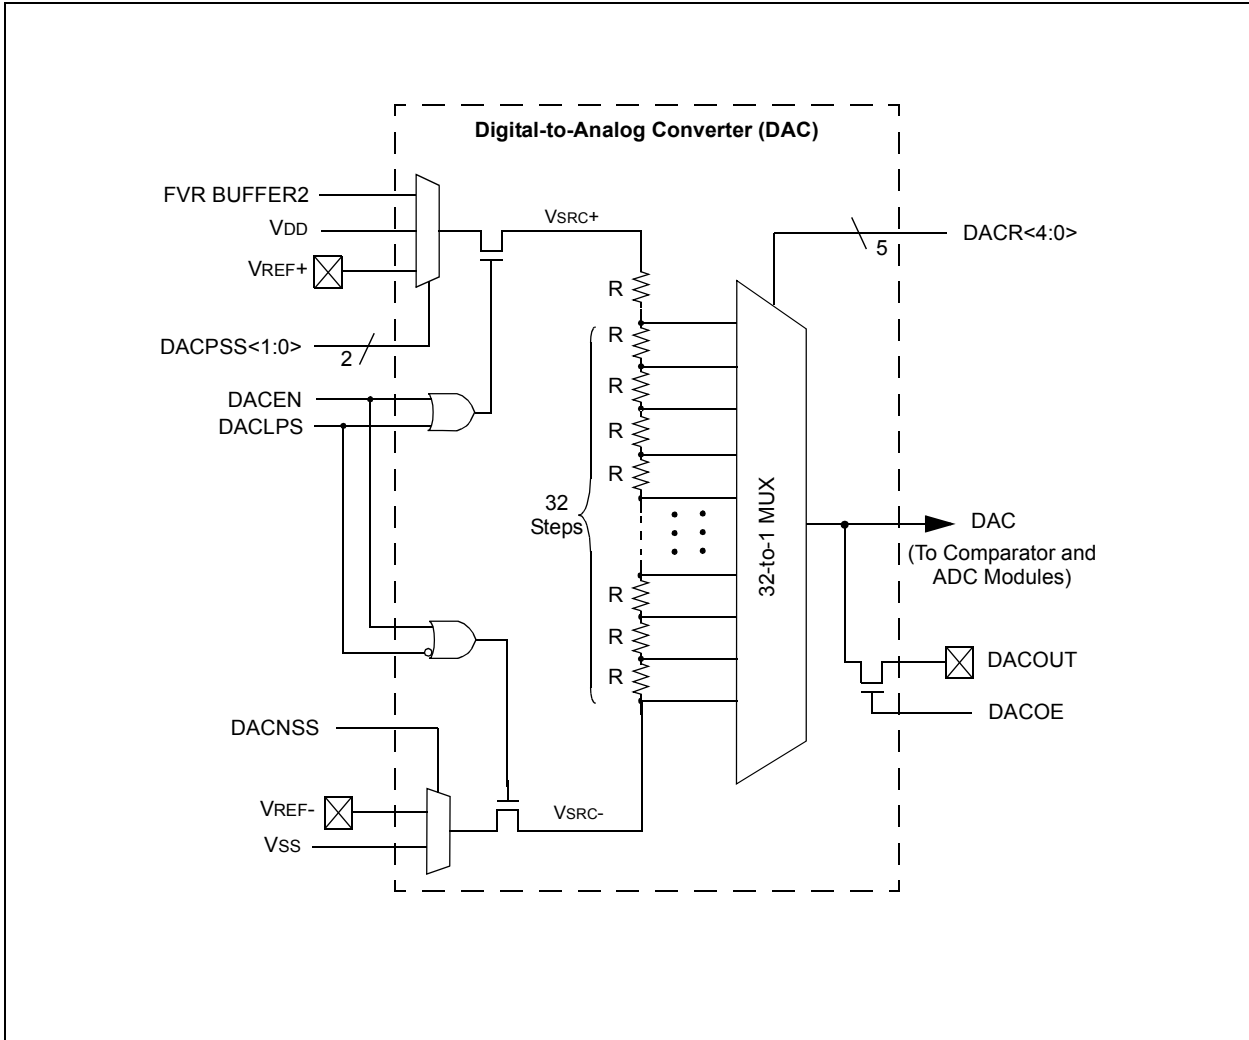 Digital-to-Analog Converter (DAC)
FVR BUFFER2
VDD
VREF+
VSRC+
DACR<4:0>
5
R
R
DACPSS<1:0>
2
R
DACEN
DACLPS
R
R
32
Steps
32-to-1 MUX
DAC
(To Comparator and
ADC Modules)
R
R
R
DACOUT
DACOE
DACNSS
VREF-
VSRC-
VSS